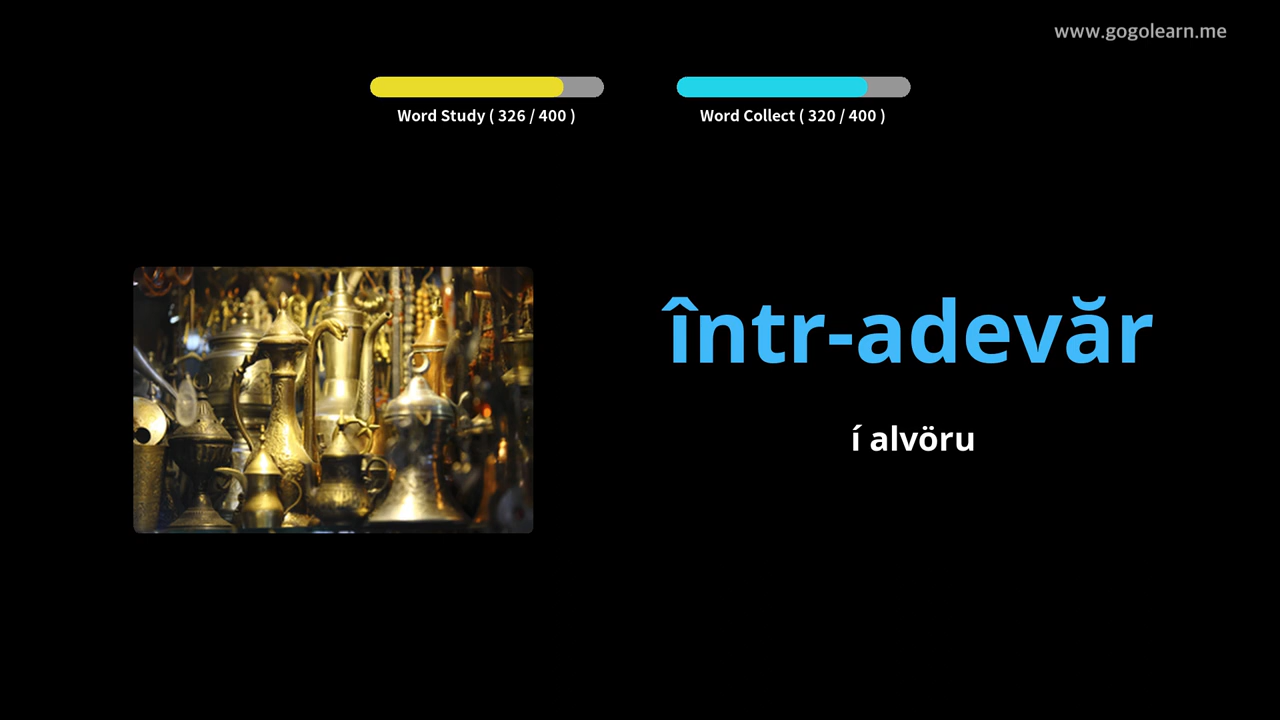 www.gogolearn.me
Word Study ( 326 / 400 )
Word Collect ( 320 / 400 )
într-adevăr
í alvöru